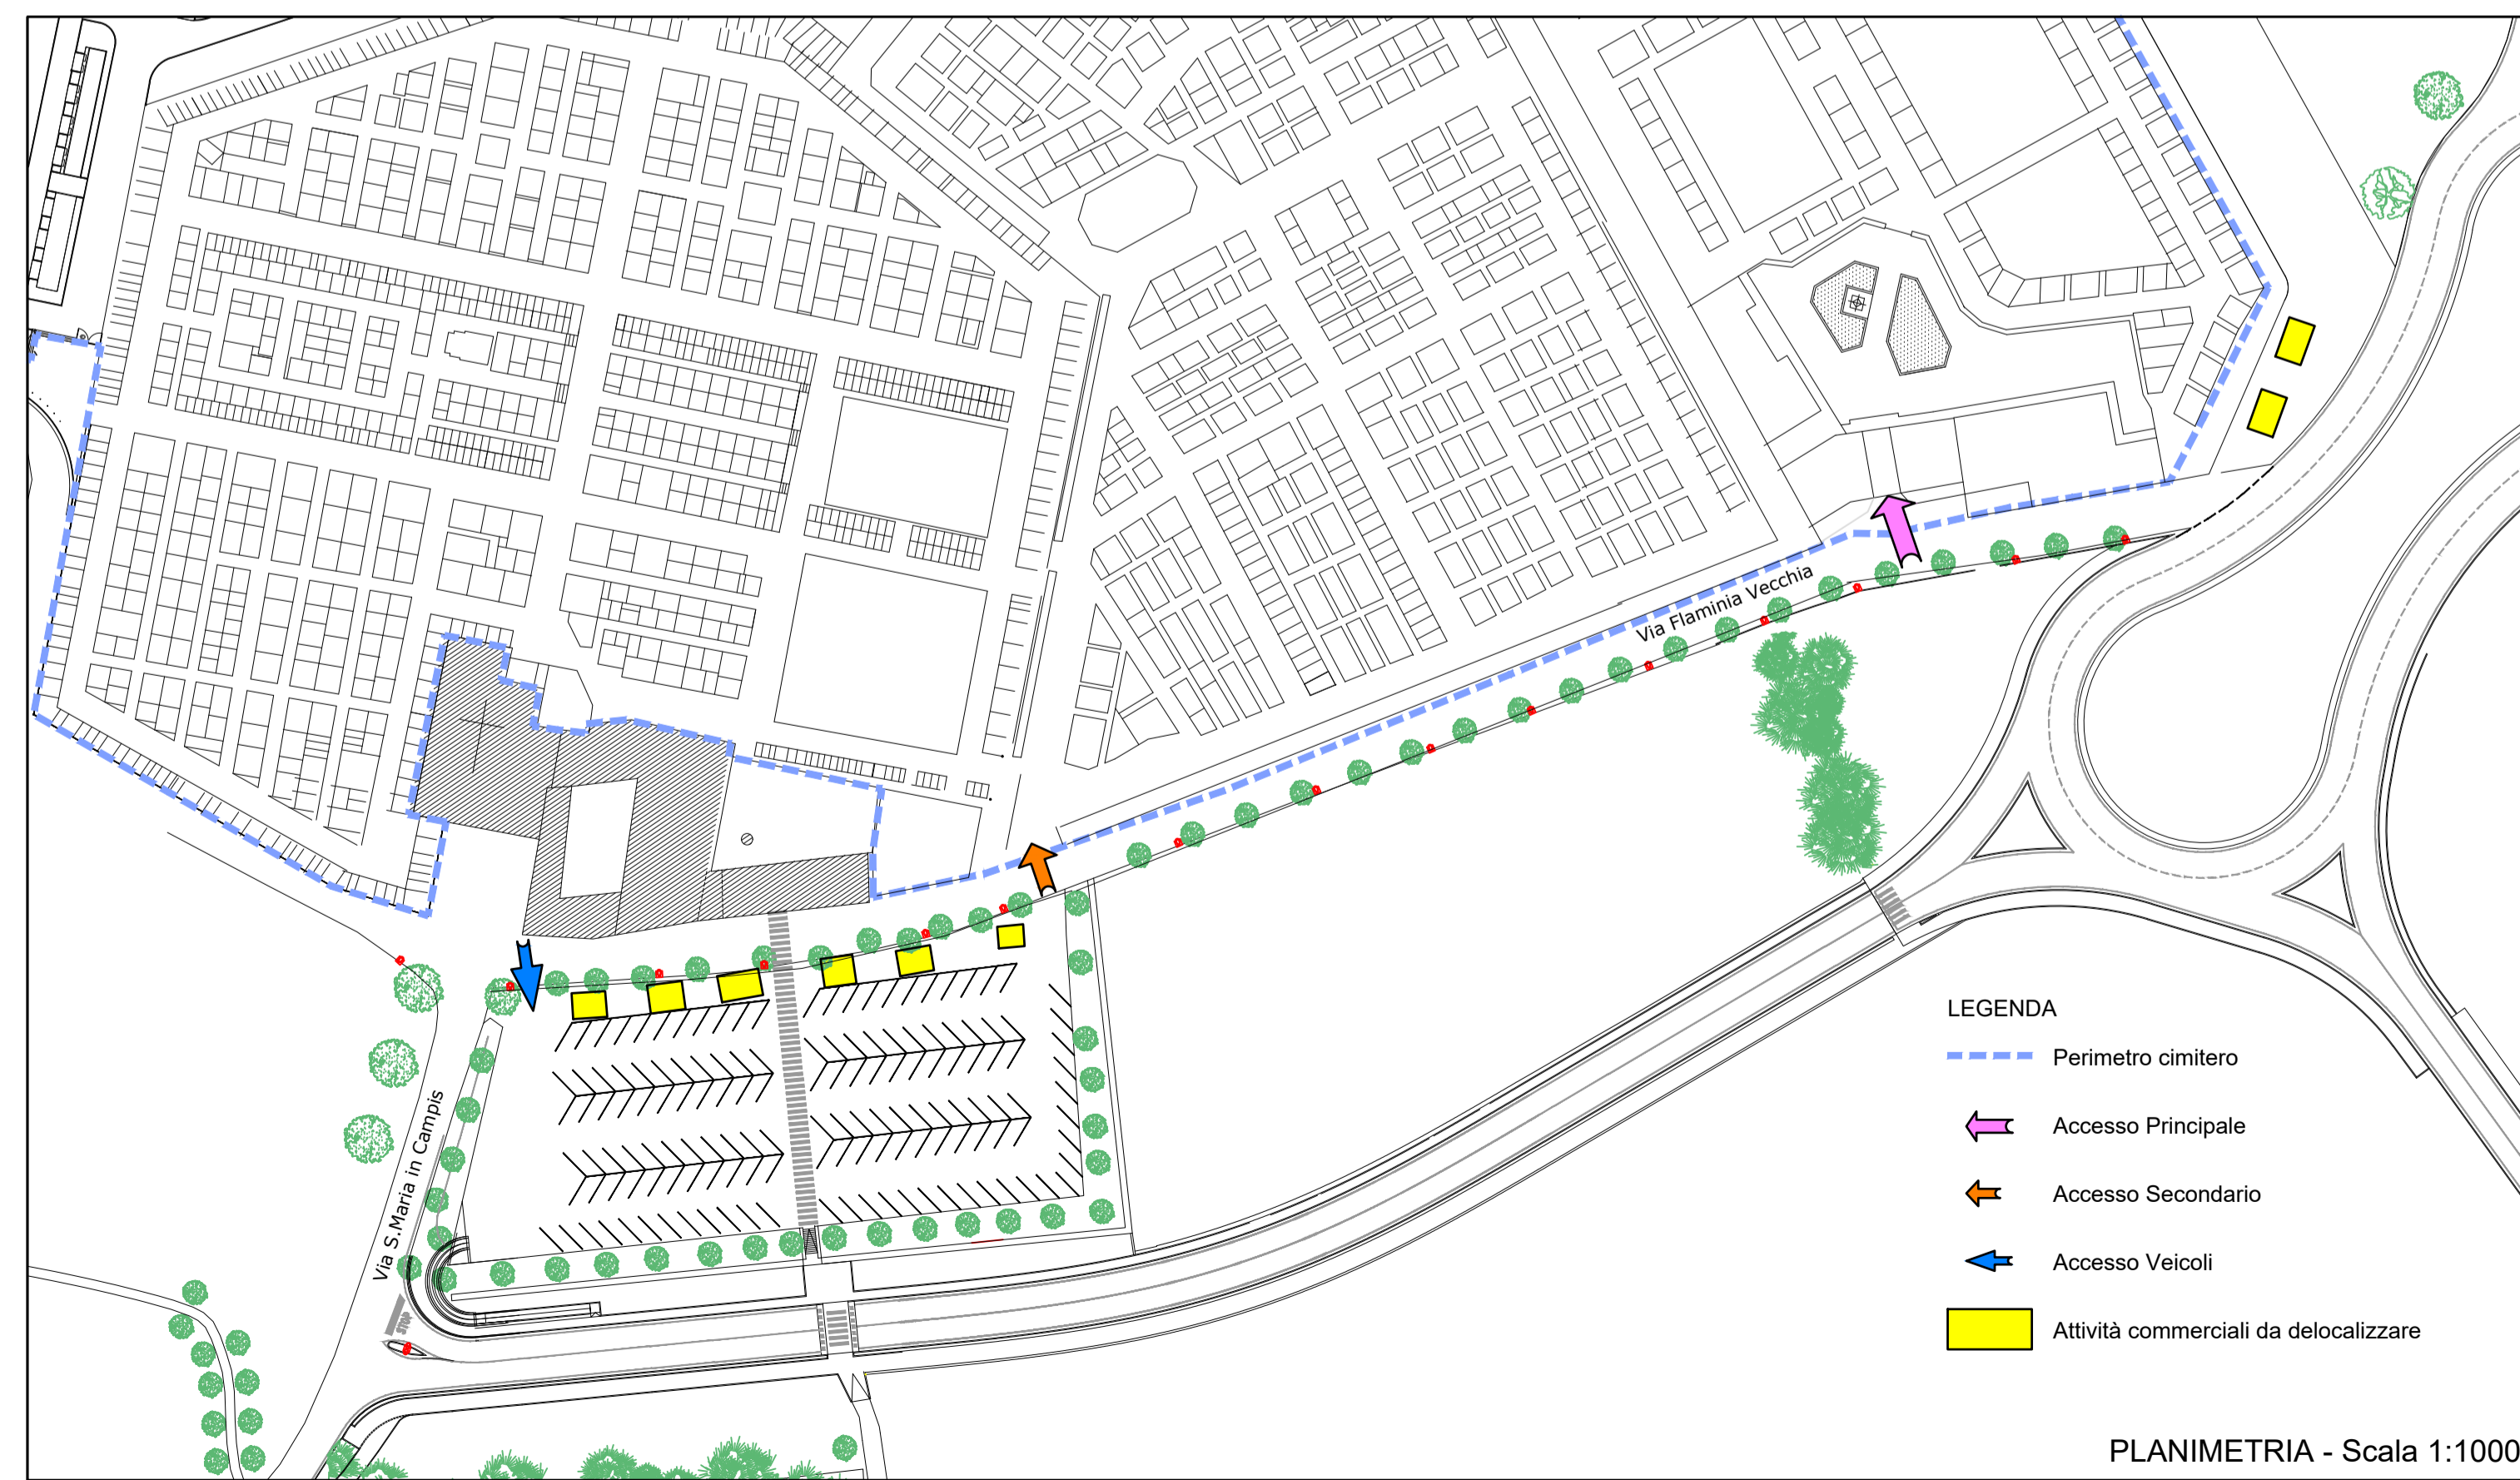 Via Flaminia Vecchia
Via S.Maria in Campis
STOP
LEGENDA
Perimetro cimitero
Accesso Principale
Accesso Secondario
Accesso Veicoli
Attività commerciali da delocalizzare
PLANIMETRIA - Scala 1:1000